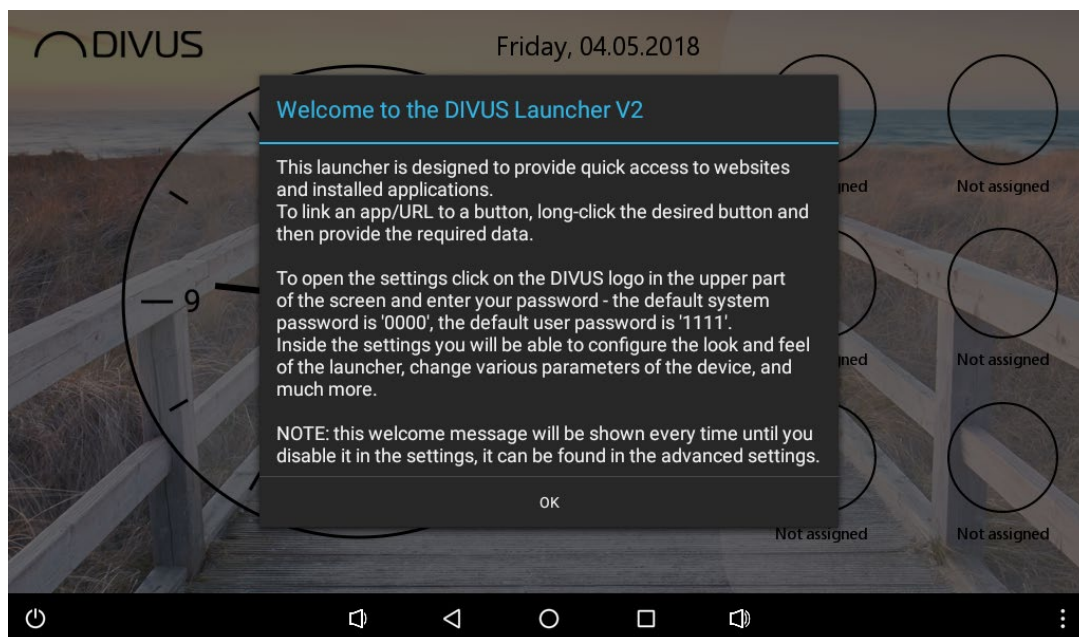 DIVUS
Friday, 04.05.2018
Welcome to the DIVUS Launcher V2
This launcher is designed to provide quick access to websites
and installed applications.
To link an app/URL to a button, long-click the desired button and
then provide the required data.
To open the settings click on the DIVUS logo in the upper part
of the screen and enter your password - the default system
password is '0000', the default user password is '1111'.
Inside the settings you will be able to configure the look and feel
of the launcher, change various parameters of the device, and
much more.
NOTE: this welcome message will be shown every time until you
disable it in the settings, it can be found in the advanced settings.
OK
9
gned
Not assigned
gned
Not assigned
Not assigned
Not assigned